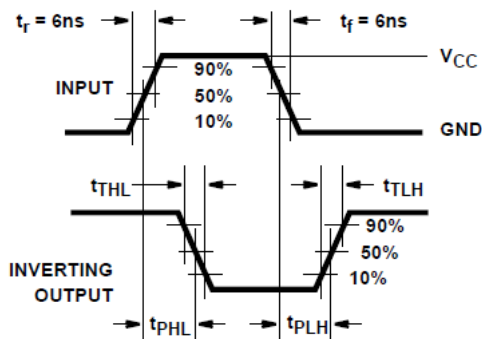 tr = 6ns
tf = 6ns
VCC
INPUT
90%
50%
10%
GND
tTHL
tTLH
90%
50%
10%
INVERTING
OUTPUT
tPHL
tPLH